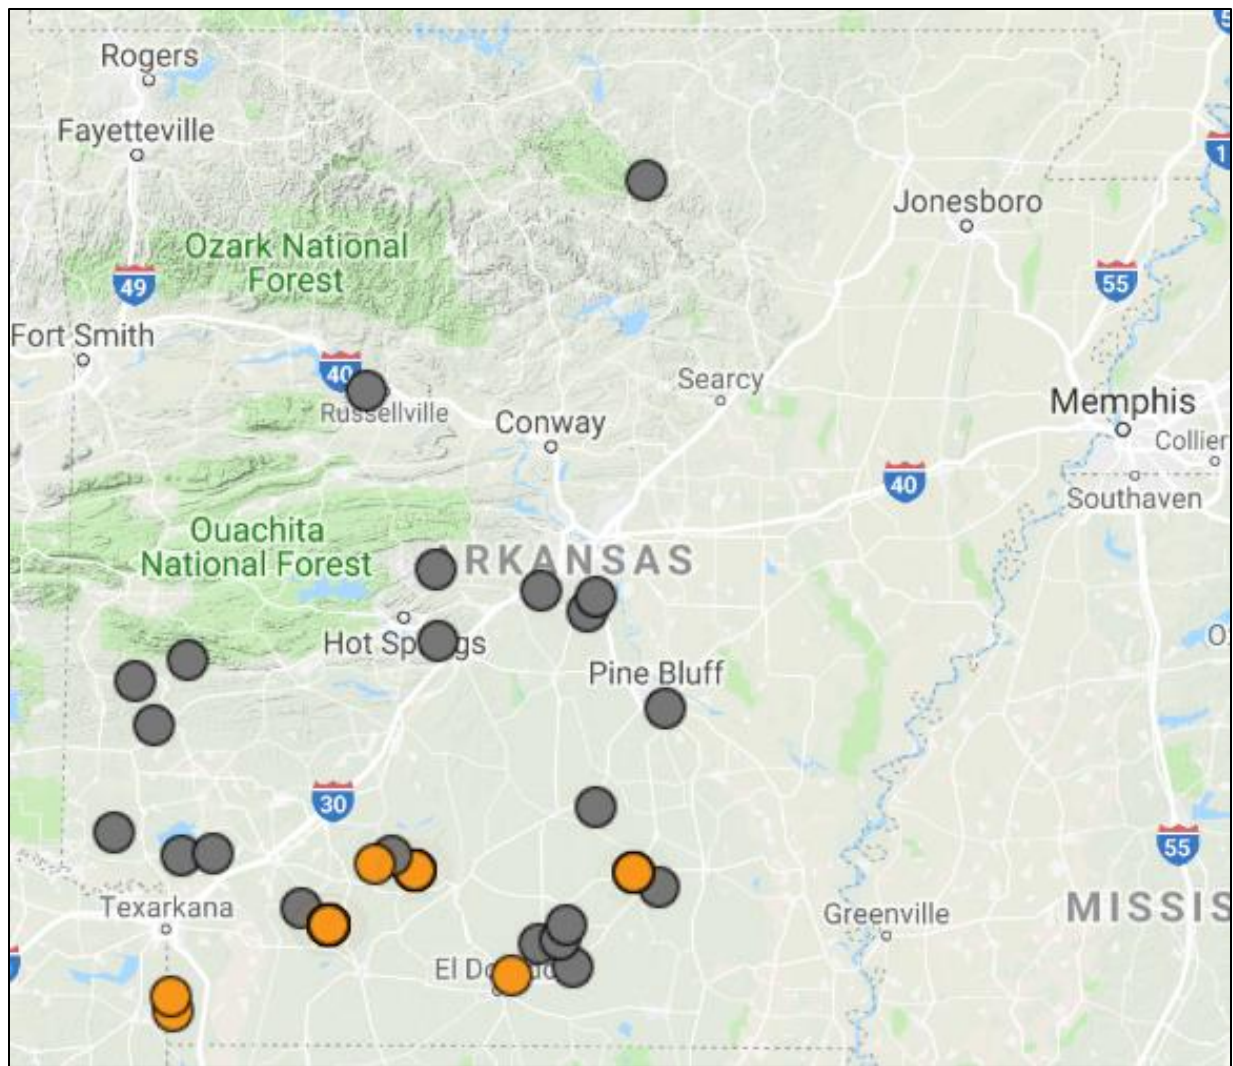 Rogers
Fayetteville
Jonesboro
Ozark National
Forest
49
55
Fort Smith
40
Russellville
Searcy
Conway
Memphis
Collier
40
Southaven
Ouachita
National Forest
RKANSAS
Hot Sp gs
Pine Bluff
30
55
Texarkana
Greenville
MISSIS
El Do do